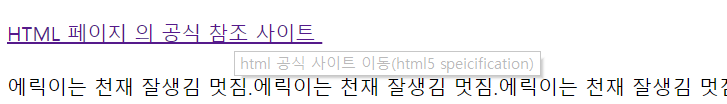 HTML 페이지 의 공식 참조 사이트
html 공식 사이트 이동(html5 speicification)
에릭이는 천재 잘생김 멋짐.에릭이는 천재 잘생김 멋짐.에릭이는 천재 잘생김 멋짐